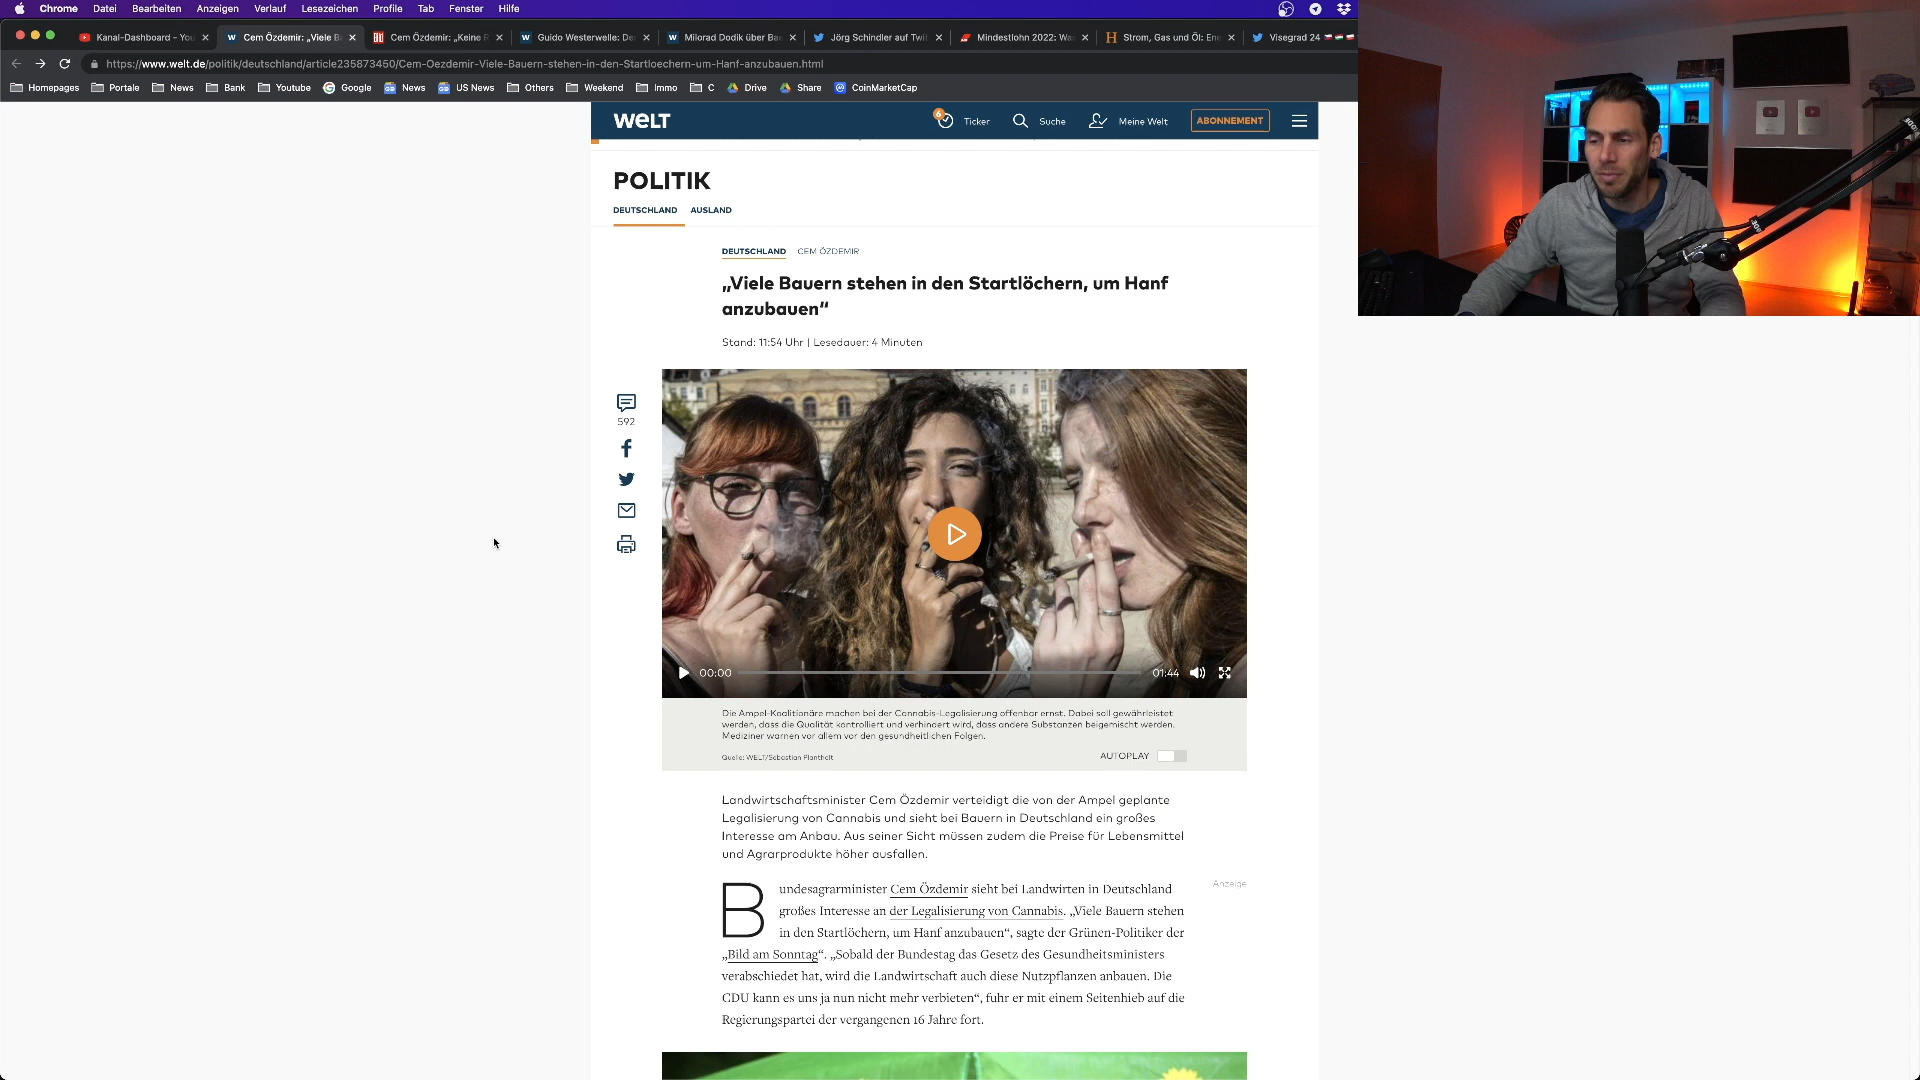 Chrome Datei Bearbeiten Anzeigen Verlauf Lesezeichen Profile Tab Fenster Hilfe
Kanal-Dashboard – You Cem Özdemir: „Viele Ba Cem Özdemir: „Keine R Guido Westerwelle: De Milorad Dodik über Jörg Schindler auf Twit Mindestlohn 2022: Wa Strom, Gas und Öl: Ene Visegrad 24
https://www.welt.de/politik/deutschland/article235873450/Cem-Oezdemir-Viele-Bauern-stehen-in-den-Startloechern-um-Hanf-anzubauen.html
Homepages Portale News Bank Youtube Google News US News Others Weekend Immo C Drive Share CoinMarketCap
WELT 6 Ticker Suche Meine Welt ABONNEMENT
POLITIK
DEUTSCHLAND AUSLAND
DEUTSCHLAND CEM ÖZDEMIR
„Viele Bauern stehen in den Startlöchern, um Hanf
anzubauen“
Stand: 11:54 Uhr | Lesedauer: 4 Minuten
592
00:00 01:44
Die Ampel-Koalitionäre machen bei der Cannabis-Legalisierung offenbar ernst. Dabei soll gewährleistet
werden, dass die Qualität kontrolliert und verhindert wird, dass andere Substanzen beigemischt werden.
Mediziner warnen vor allem vor den gesundheitlichen Folgen.
Quelle: WELT/Sebastian Plantholt AUTOPLAY
Landwirtschaftsminister Cem Özdemir verteidigt die von der Ampel geplante
Legalisierung von Cannabis und sieht bei Bauern in Deutschland ein großes
Interesse am Anbau. Aus seiner Sicht müssen zudem die Preise für Lebensmittel
und Agrarprodukte höher ausfallen.
Anzeige
Bundesagrarminister Cem Özdemir sieht bei Landwirten in Deutschland
großes Interesse an der Legalisierung von Cannabis. „Viele Bauern stehen
in den Startlöchern, um Hanf anzubauen“, sagte der Grünen-Politiker der
„Bild am Sonntag“. „Sobald der Bundestag das Gesetz des Gesundheitsministers
verabschiedet hat, wird die Landwirtschaft auch diese Nutzpflanzen anbauen. Die
CDU kann es uns ja nun nicht mehr verbieten“, fuhr er mit einem Seitenhieb auf die
Regierungspartei der vergangenen 16 Jahre fort.